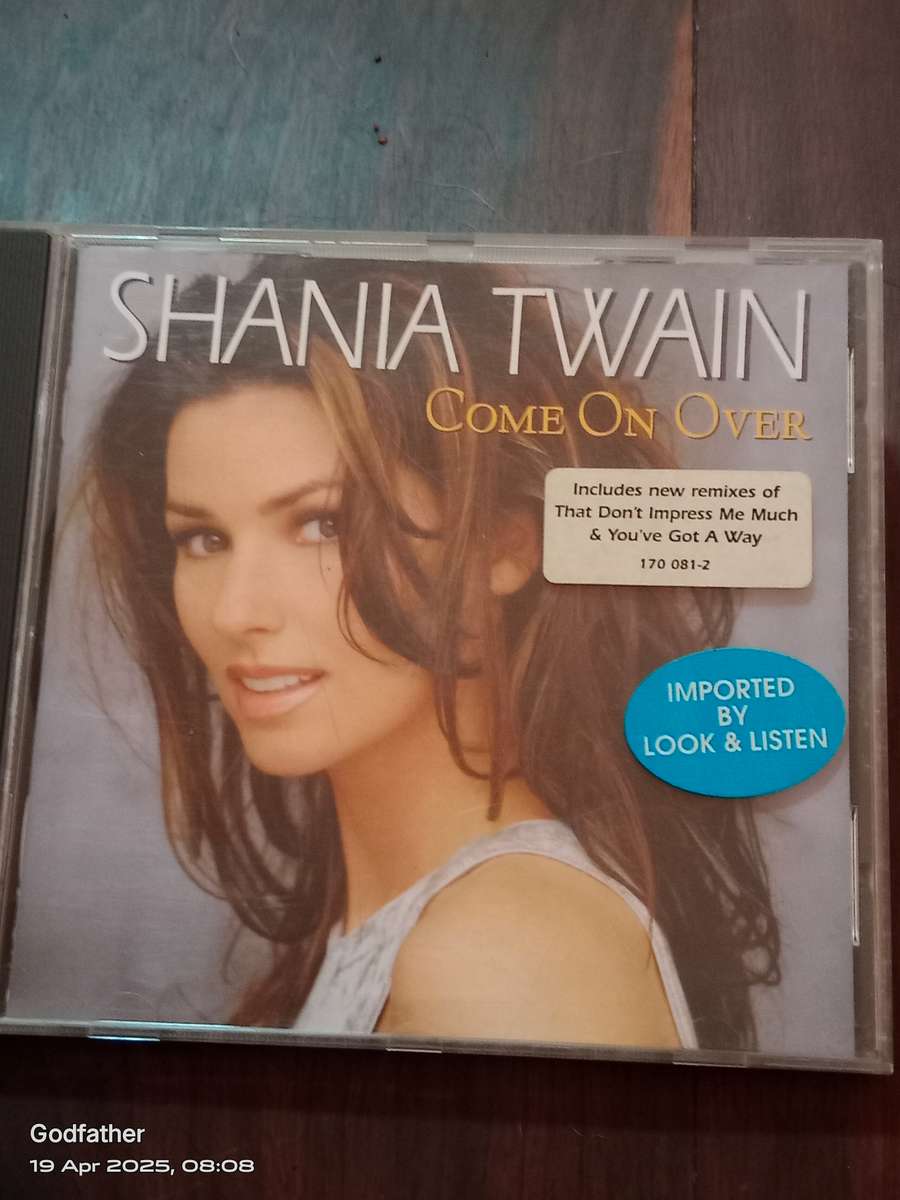 SHANIA TWAIN
COME ON OVER
Includes new remixes of
That Don't Impress Me Much
& You've Got A Way
170 081-2
IMPORTED
BY
LOOK & LISTEN
Godfather
19 Apr 2025, 08:08